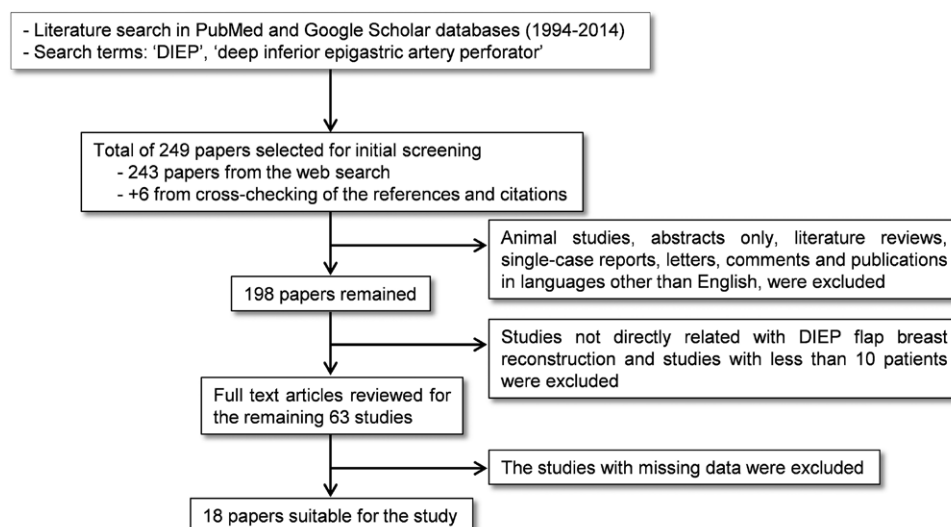 - Literature search in PubMed and Google Scholar databases (1994-2014)
- Search terms: ‘DIEP’, ‘deep inferior epigastric artery perforator’
Total of 249 papers selected for initial screening
- 243 papers from the web search
- +6 from cross-checking of the references and citations
Animal studies, abstracts only, literature reviews,
single-case reports, letters, comments and publications
in languages other than English, were excluded
198 papers remained
Studies not directly related with DIEP flap breast
reconstruction and studies with less than 10 patients
were excluded
Full text articles reviewed for
the remaining 63 studies
The studies with missing data were excluded
18 papers suitable for the study